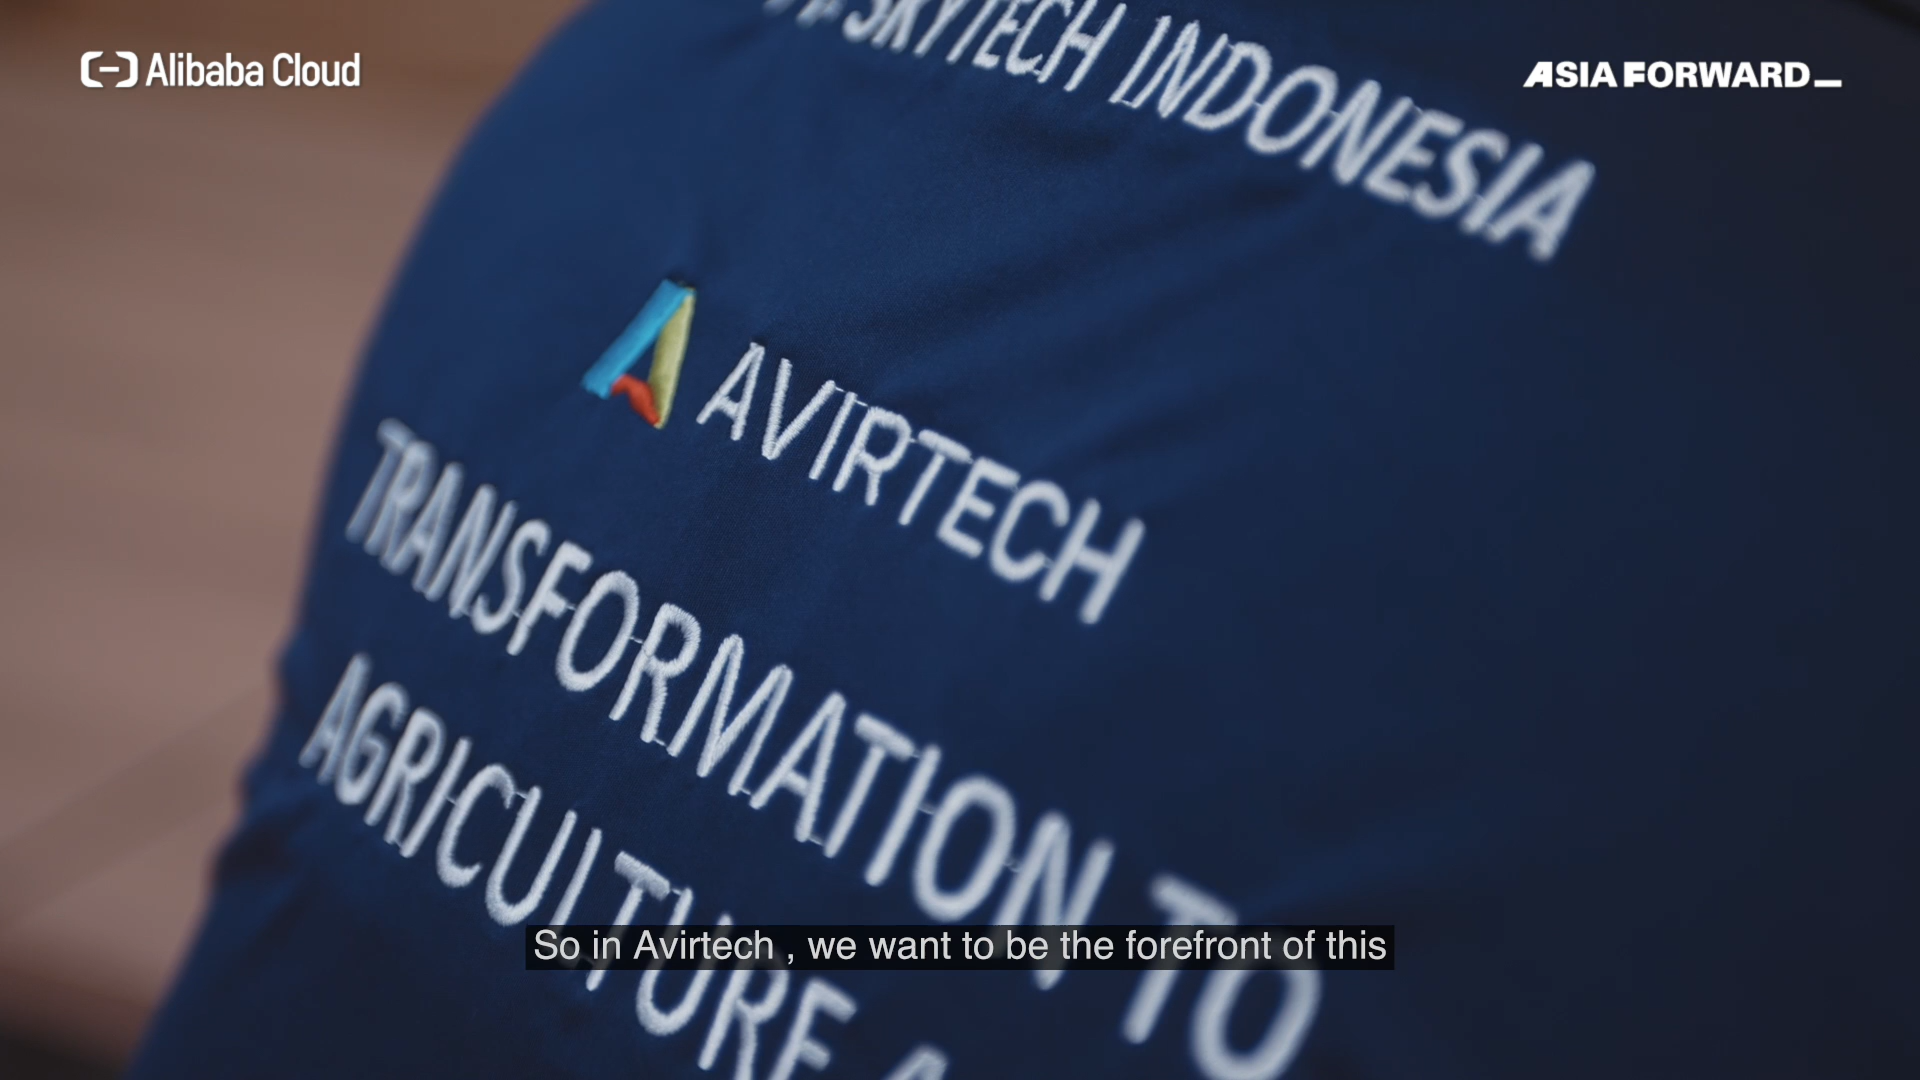 Alibaba Cloud
ASIA FORWARD_
SKYTECH INDONESIA
AVIRTECH
TRANSFORMATION TO
AGRICULTURE
So in Avirtech , we want to be the forefront of this